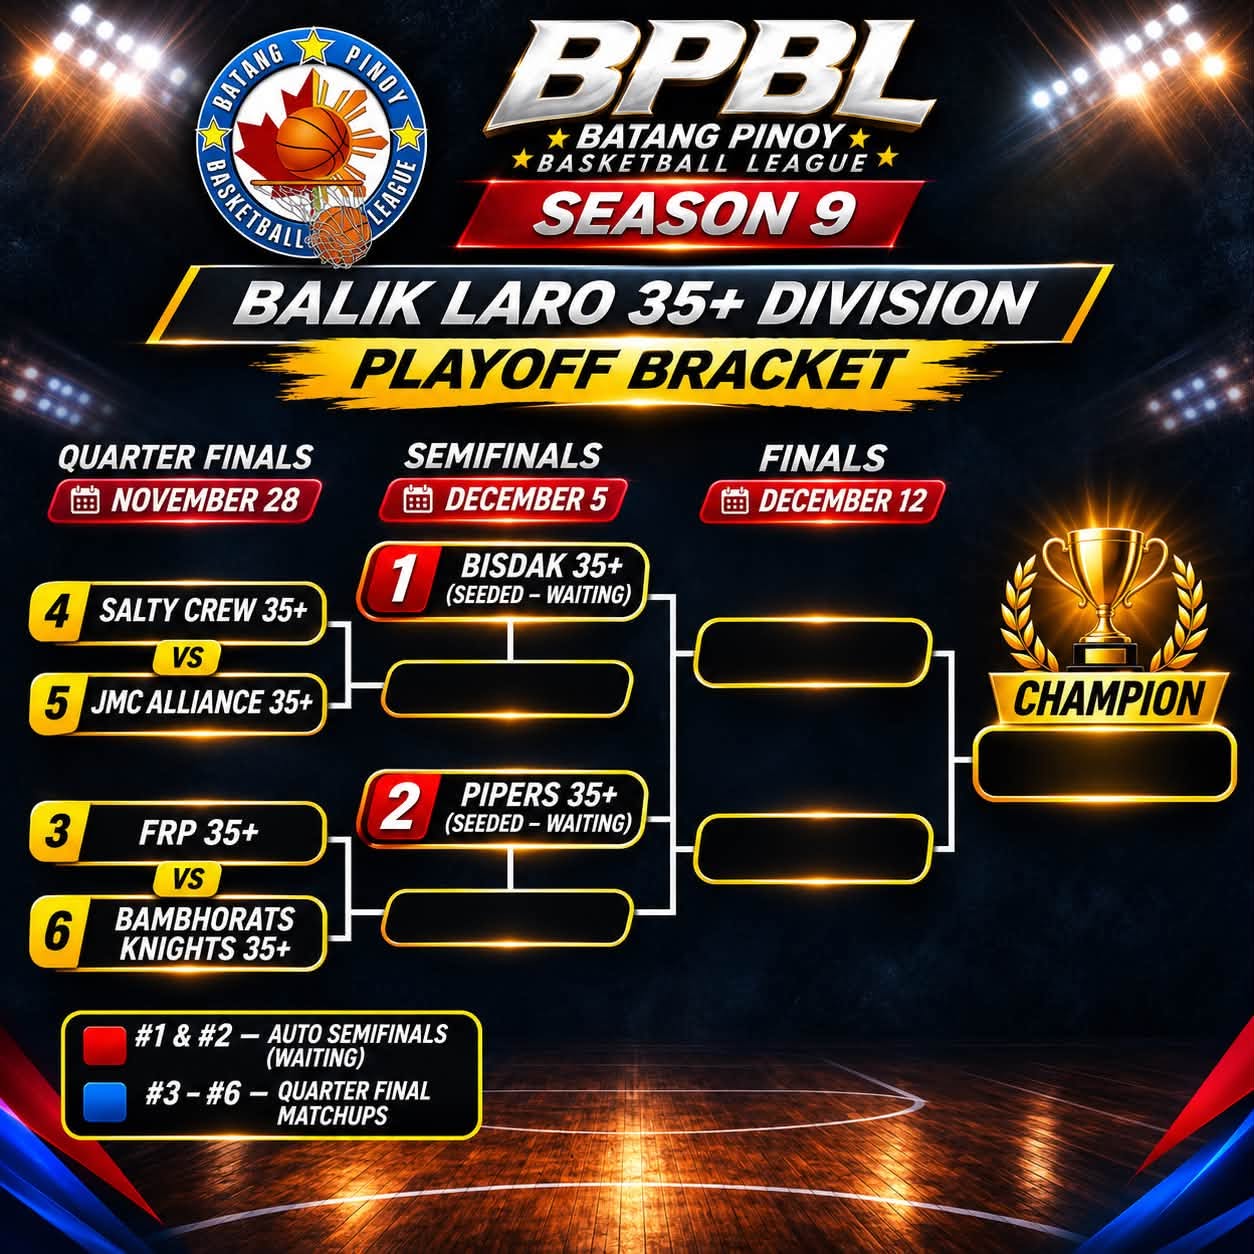 BATANG PINOY
BASKETBALL LEAGUE
BPBL
BATANG PINOY
BASKETBALL LEAGUE
SEASON 9
BALIK LARO 35+ DIVISION
PLAYOFF BRACKET
QUARTER FINALS
NOVEMBER 28
SEMIFINALS
DECEMBER 5
FINALS
DECEMBER 12
4 SALTY CREW 35+
VS
5 JMC ALLIANCE 35+
3 FRP 35+
VS
6 BAMBHORATS
KNIGHTS 35+
1 BISDAK 35+
(SEEDED – WAITING)
2 PIPERS 35+
(SEEDED – WAITING)
CHAMPION
#1 & #2 – AUTO SEMIFINALS
(WAITING)
#3 – #6 – QUARTER FINAL
MATCHUPS